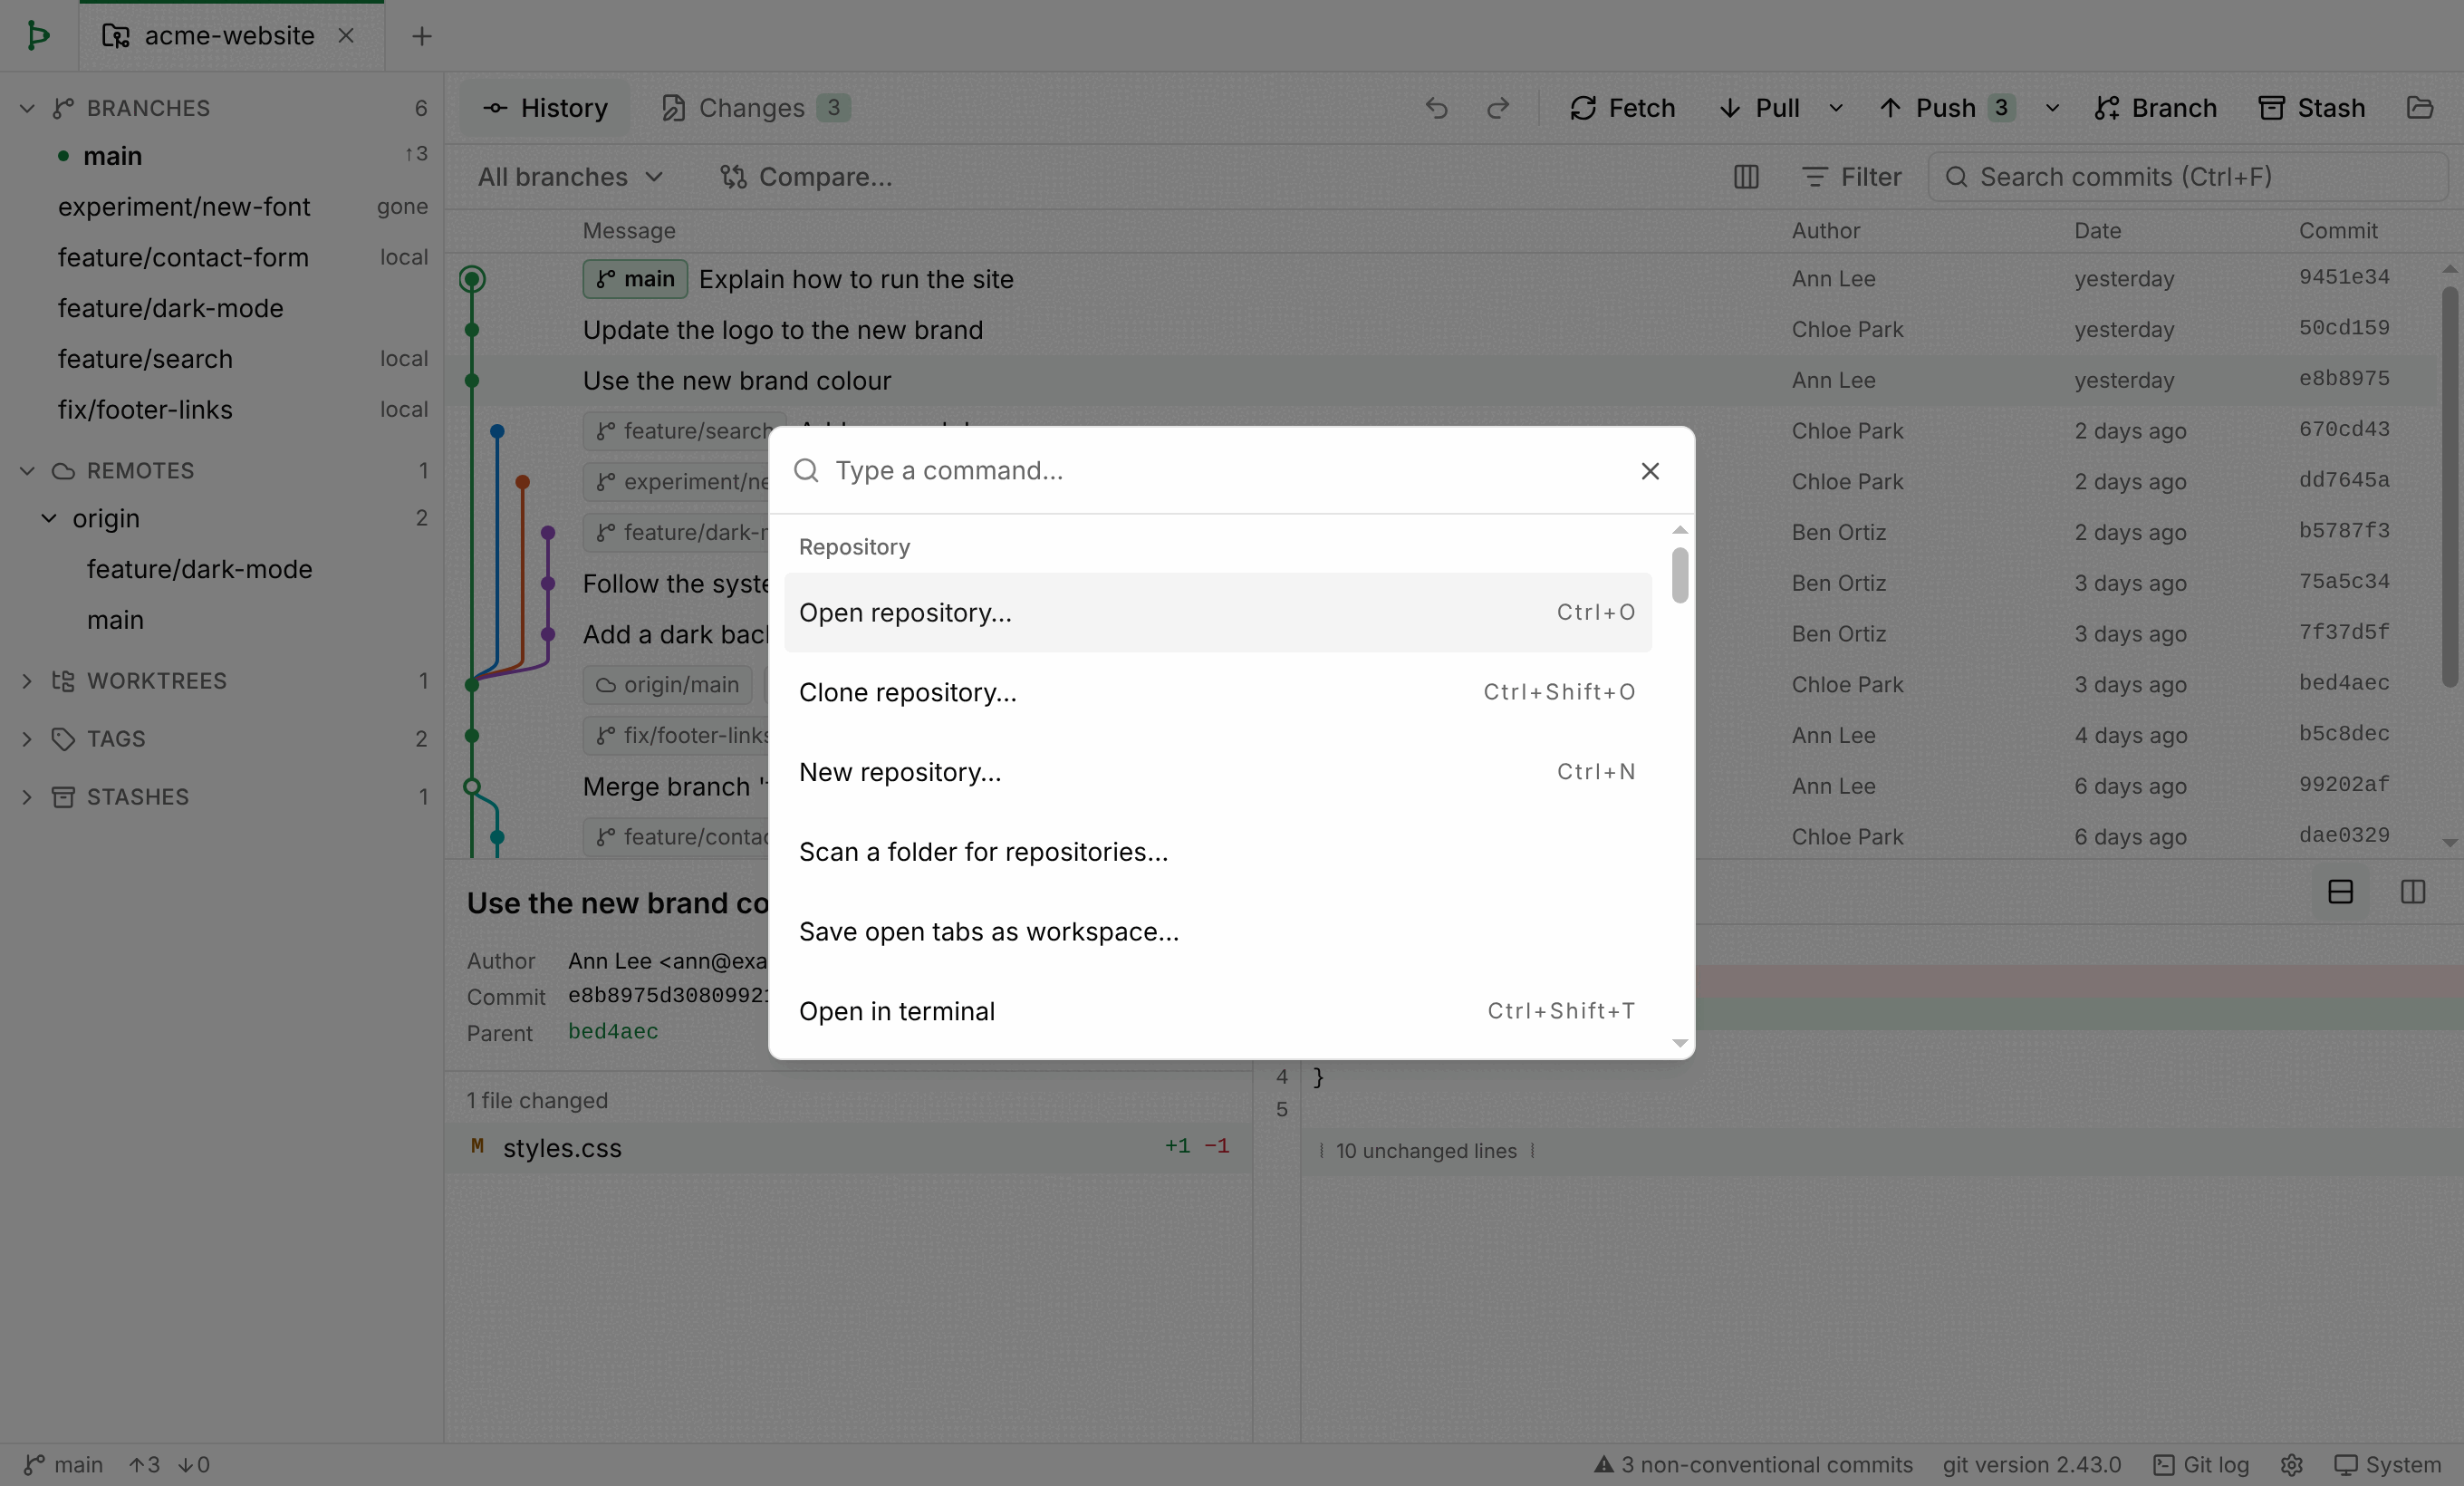 acme-website
BRANCHES 6
main ↑3
experiment/new-font gone
feature/contact-form local
feature/dark-mode
feature/search local
fix/footer-links local
REMOTES 1
origin 2
feature/dark-mode
main
WORKTREES 1
TAGS 2
STASHES 1
History Changes 3 Fetch Pull Push 3 Branch Stash
All branches Compare... Filter Search commits (Ctrl+F)
Message Author Date Commit
main Explain how to run the site Ann Lee yesterday 9451e34
Update the logo to the new brand Chloe Park yesterday 50cd159
Use the new brand colour Ann Lee yesterday e8b8975
feature/search Chloe Park 2 days ago 670cd43
experiment/ne Chloe Park 2 days ago dd7645a
feature/dark- Ben Ortiz 2 days ago b5787f3
Follow the syste Ben Ortiz 3 days ago 75a5c34
Add a dark bac Ben Ortiz 3 days ago 7f37d5f
origin/main Chloe Park 3 days ago bed4aec
fix/footer-links Ann Lee 4 days ago b5c8dec
Merge branch ' Ann Lee 6 days ago 99202af
feature/contac Chloe Park 6 days ago dae0329
Type a command...
Repository
Open repository... Ctrl+O
Clone repository... Ctrl+Shift+O
New repository... Ctrl+N
Scan a folder for repositories...
Save open tabs as workspace...
Open in terminal Ctrl+Shift+T
Use the new brand co
Author Ann Lee <ann@exa
Commit e8b8975d3080992
Parent bed4aec
1 file changed
M styles.css +1 −1
4 }
5
10 unchanged lines
main ↑3 ↓0
3 non-conventional commits git version 2.43.0 Git log System